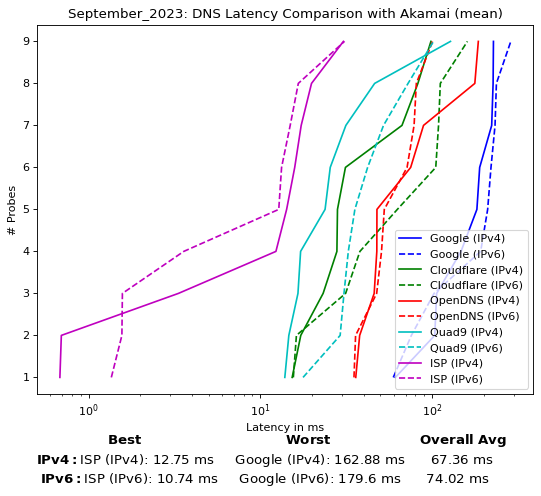 September_2023: DNS Latency Comparison with Akamai (mean)
# Probes
9
8
7
6
5
4
3
2
1
Google (IPv4)
Google (IPv6)
Cloudflare (IPv4)
Cloudflare (IPv6)
OpenDNS (IPv4)
OpenDNS (IPv6)
Quad9 (IPv4)
Quad9 (IPv6)
ISP (IPv4)
ISP (IPv6)
10⁰ 10¹ 10²
Latency in ms
Best Worst Overall Avg
IPv4: ISP (IPv4): 12.75 ms Google (IPv4): 162.88 ms 67.36 ms
IPv6: ISP (IPv6): 10.74 ms Google (IPv6): 179.6 ms 74.02 ms